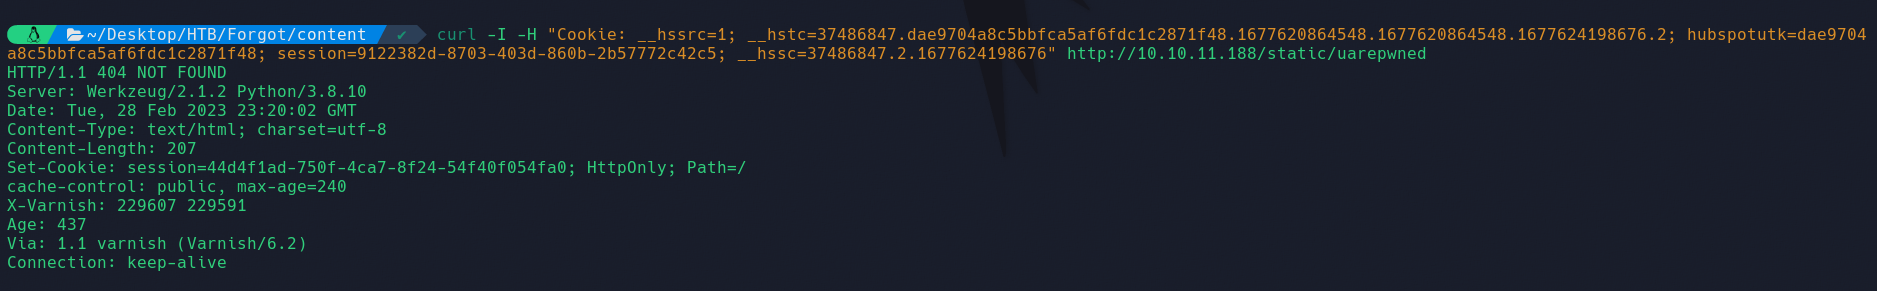 ~/Desktop/HTB/Forgot/content ✔ curl -I -H "Cookie: __hssrc=1; __hstc=37486847.dae9704a8c5bbfca5af6fdc1c2871f48.1677620864548.1677620864548.1677624198676.2; hubspotutk=dae9704
a8c5bbfca5af6fdc1c2871f48; session=9122382d-8703-403d-860b-2b57772c42c5; __hssc=37486847.2.1677624198676" http://10.10.11.188/static/uarepwned
HTTP/1.1 404 NOT FOUND
Server: Werkzeug/2.1.2 Python/3.8.10
Date: Tue, 28 Feb 2023 23:20:02 GMT
Content-Type: text/html; charset=utf-8
Content-Length: 207
Set-Cookie: session=44d4f1ad-750f-4ca7-8f24-54f40f054fa0; HttpOnly; Path=/
cache-control: public, max-age=240
X-Varnish: 229607 229591
Age: 437
Via: 1.1 varnish (Varnish/6.2)
Connection: keep-alive